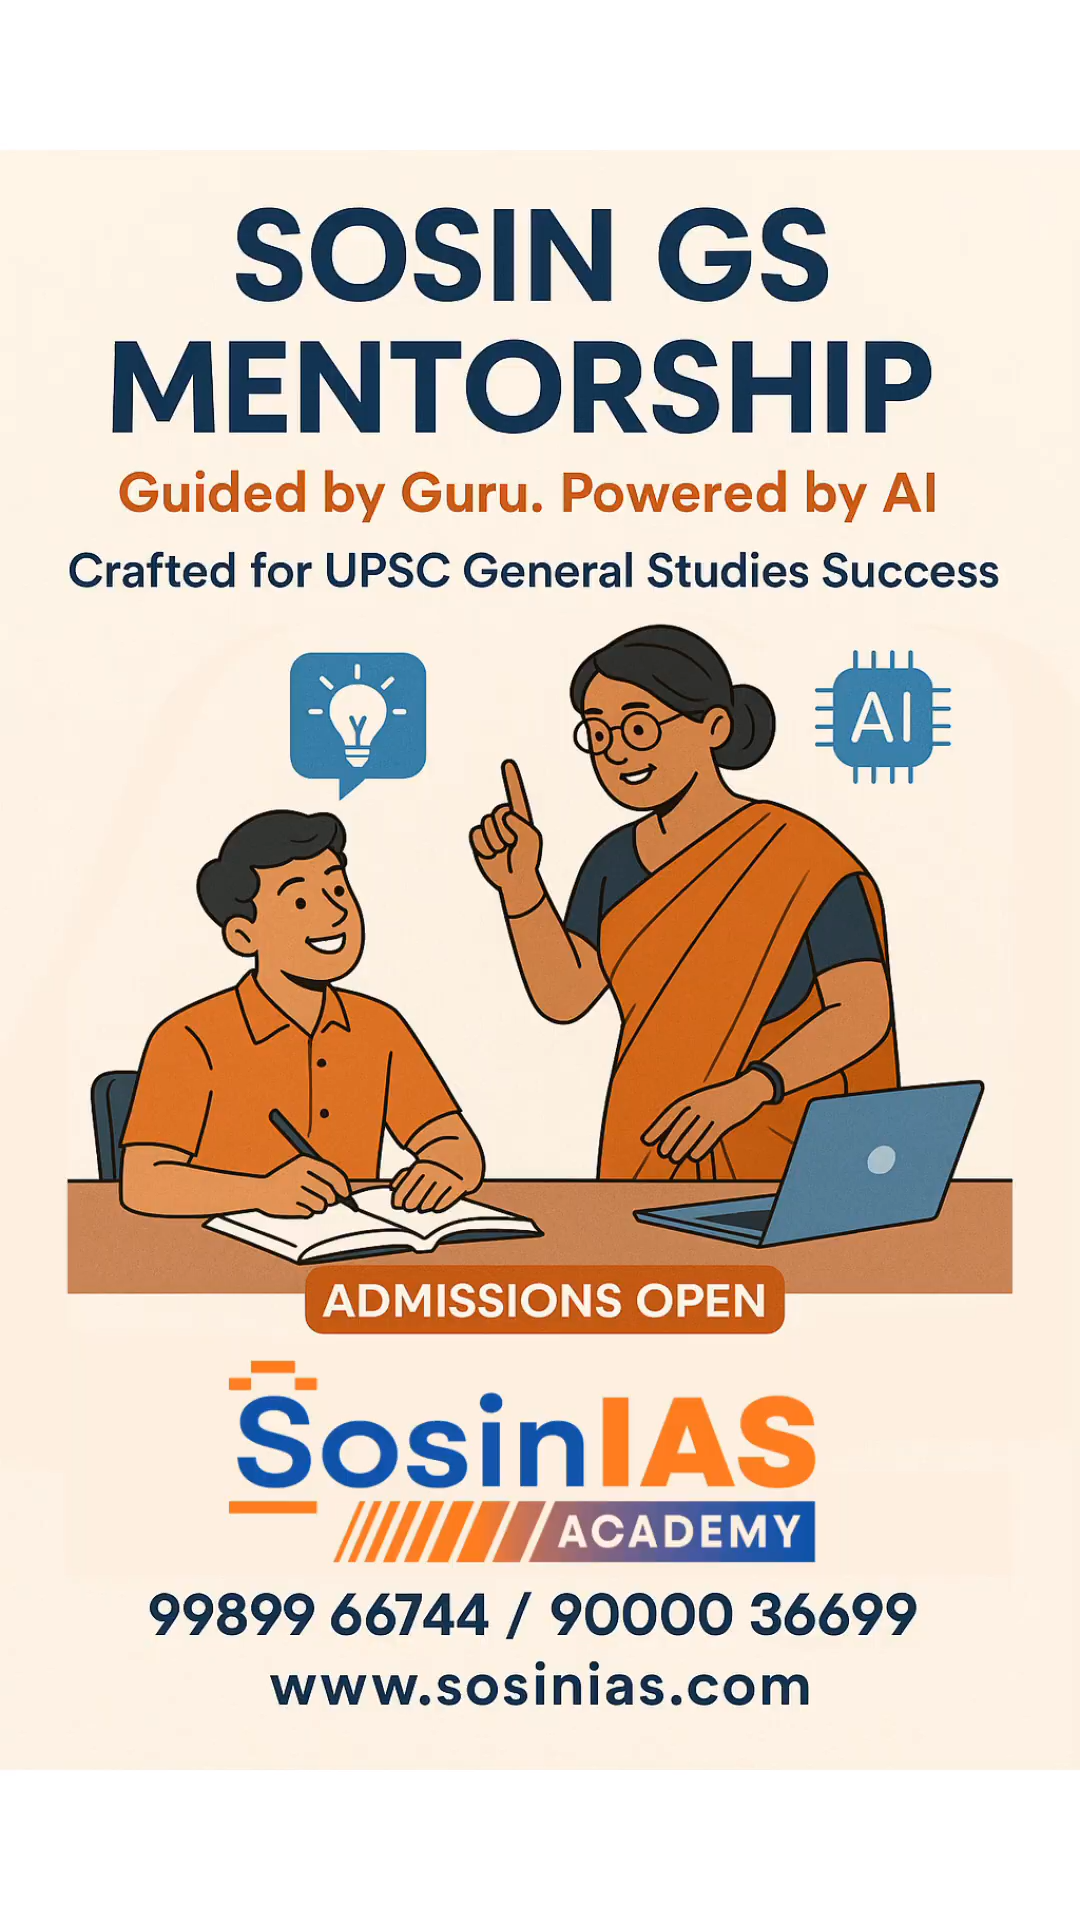 SOSIN GS
MENTORSHIP
Guided by Guru. Powered by AI
Crafted for UPSC General Studies Success
AI
ADMISSIONS OPEN
SosinIAS
ACADEMY
99899 66744 / 90000 36699
www.sosinias.com